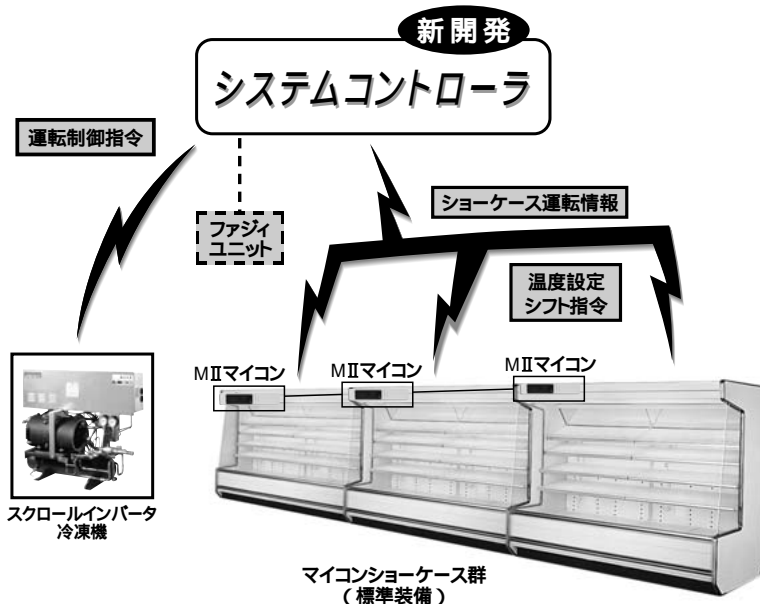 新開発
システムコントローラ
運転制御指令
ショーケース運転情報
ファジィ
ユニット
温度設定
シフト指令
MⅡマイコン
MⅡマイコン
MⅡマイコン
スクロールインバータ
冷凍機
マイコンショーケース群
(標準装備)